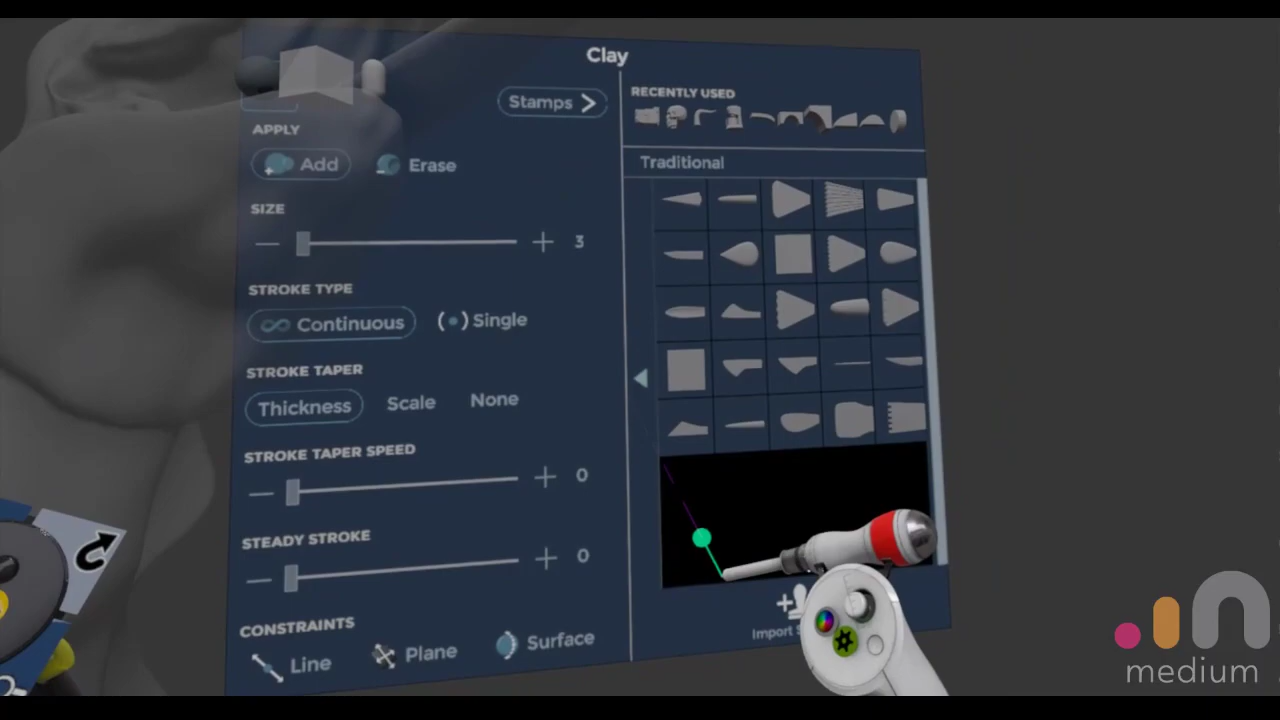 Clay
Stamps
RECENTLY USED
APPLY
Add
Erase
Traditional
SIZE
3
STROKE TYPE
Continuous
Single
STROKE TAPER
Thickness
Scale
None
STROKE TAPER SPEED
0
STEADY STROKE
0
CONSTRAINTS
Line
Plane
Surface
Import
medium